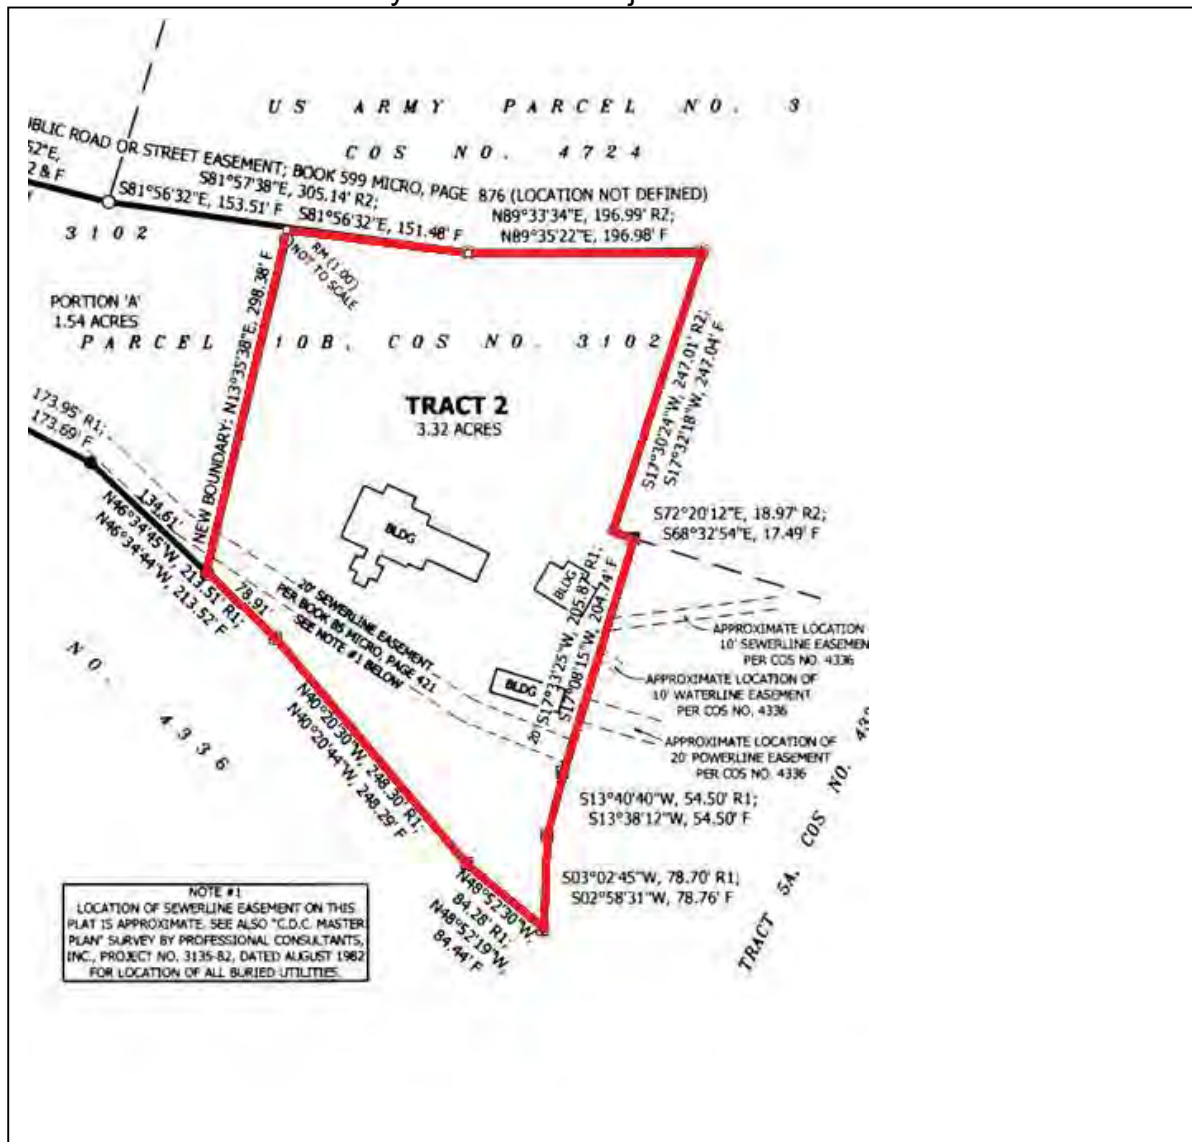 US ARMY PARCEL NO. 3
COS NO. 4724
PUBLIC ROAD OR STREET EASEMENT; BOOK 599 MICRO, PAGE 876 (LOCATION NOT DEFINED)
52"E,
2 & F
S81°57'38"E, 305.14' R2;
S81°56'32"E, 153.51' F
S81°56'32"E, 151.48' F
N89°33'34"E, 196.99' R2;
N89°35'22"E, 196.98' F
3102
RM (1.00')
NOT TO SCALE
PORTION 'A'
1.54 ACRES
PARCEL 10B, COS NO. 3102
NEW BOUNDARY: N13°35'38"E, 298.38' F
TRACT 2
3.32 ACRES
S17°30'24"W, 247.01' R2;
S17°32'18"W, 247.04' F
173.95' R1;
173.69' F
134.61'
N46°34'45"W, 213.51' R1;
N46°34'44"W, 213.52' F
78.91'
BLDG
BLDG
BLDG
S72°20'12"E, 18.97' R2;
S68°32'54"E, 17.49' F
20' SEWERLINE EASEMENT
PER BOOK 85 MICRO, PAGE 421
SEE NOTE #1 BELOW
20'
S17°33'25"W, 205.87' R1;
S17°08'15"W, 204.74' F
APPROXIMATE LOCATION
10' SEWERLINE EASEMEN
PER COS NO. 4336
APPROXIMATE LOCATION OF
10' WATERLINE EASEMENT
PER COS NO. 4336
APPROXIMATE LOCATION OF
20' POWERLINE EASEMENT
PER COS NO. 4336
NO. 4336
N40°20'30"W, 248.30' R1;
N40°20'44"W, 248.29' F
S13°40'40"W, 54.50' R1;
S13°38'12"W, 54.50' F
S03°02'45"W, 78.70' R1;
S02°58'31"W, 78.76' F
N48°52'30"W,
84.28' R1;
N48°52'19"W,
84.44' F
TRACT 5A, COS NO. 433
NOTE #1
LOCATION OF SEWERLINE EASEMENT ON THIS
PLAT IS APPROXIMATE. SEE ALSO "C.D.C. MASTER
PLAN" SURVEY BY PROFESSIONAL CONSULTANTS,
INC., PROJECT NO. 3135-82, DATED AUGUST 1982
FOR LOCATION OF ALL BURIED UTILITIES.